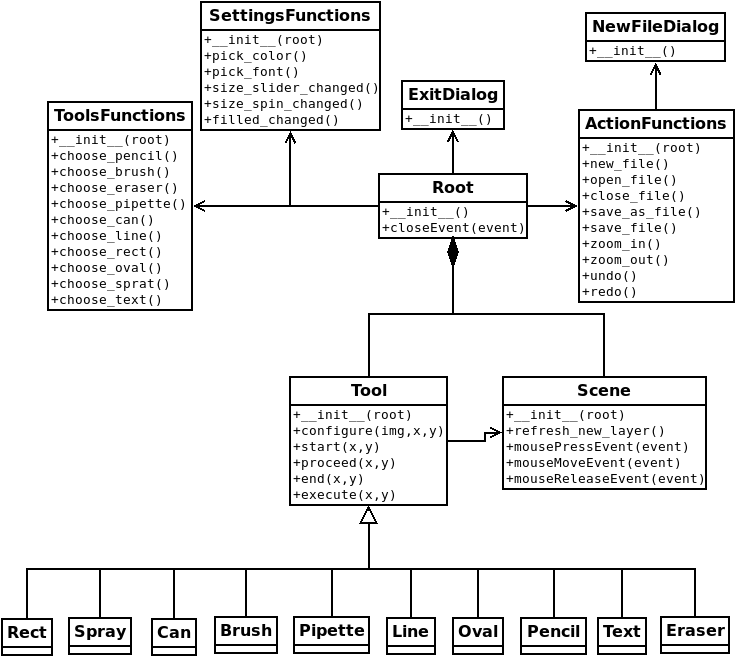 SettingsFunctions
+__init__(root)
+pick_color()
+pick_font()
+size_slider_changed()
+size_spin_changed()
+filled_changed()
NewFileDialog
+__init__()
ToolsFunctions
+__init__(root)
+choose_pencil()
+choose_brush()
+choose_eraser()
+choose_pipette()
+choose_can()
+choose_line()
+choose_rect()
+choose_oval()
+choose_sprat()
+choose_text()
ExitDialog
+__init__()
ActionFunctions
+__init__(root)
+new_file()
+open_file()
+close_file()
+save_as_file()
+save_file()
+zoom_in()
+zoom_out()
+undo()
+redo()
Root
+__init__()
+closeEvent(event)
Tool
+__init__(root)
+configure(img,x,y)
+start(x,y)
+proceed(x,y)
+end(x,y)
+execute(x,y)
Scene
+__init__(root)
+refresh_new_layer()
+mousePressEvent(event)
+mouseMoveEvent(event)
+mouseReleaseEvent(event)
Rect
Spray
Can
Brush
Pipette
Line
Oval
Pencil
Text
Eraser